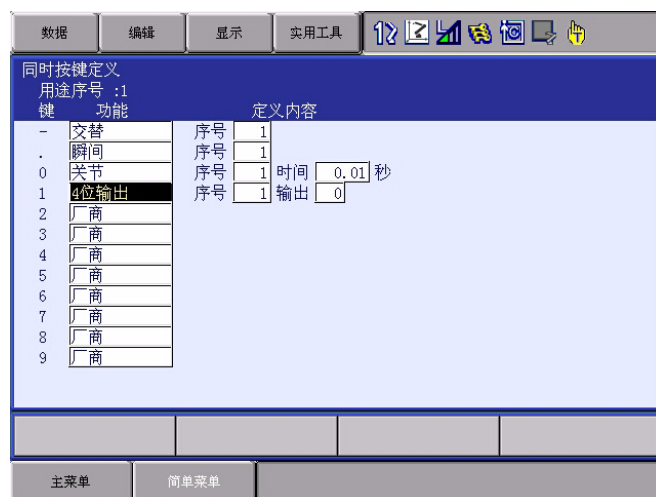 数据 编辑 显示 实用工具
同时按键定义
用途序号 :1
键 功能 定义内容
- 交替 序号 1
. 瞬间 序号 1
0 关节 序号 1 时间 0.01 秒
1 4位输出 序号 1 输出 0
2 厂商
3 厂商
4 厂商
5 厂商
6 厂商
7 厂商
8 厂商
9 厂商
主菜单 简单菜单